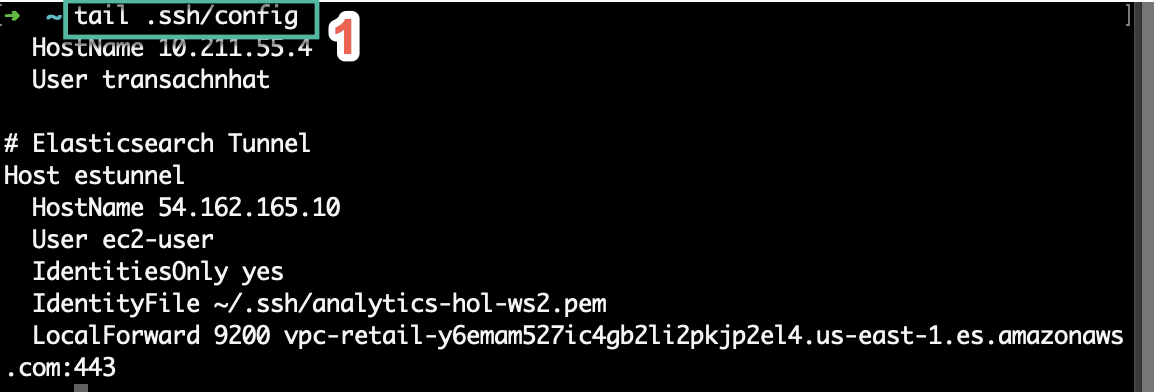 ➜  ~ tail .ssh/config
1
  HostName 10.211.55.4
  User transachnhat

# Elasticsearch Tunnel
Host estunnel
  HostName 54.162.165.10
  User ec2-user
  IdentitiesOnly yes
  IdentityFile ~/.ssh/analytics-hol-ws2.pem
  LocalForward 9200 vpc-retail-y6emam527ic4gb2li2pkjp2el4.us-east-1.es.amazonaws
.com:443